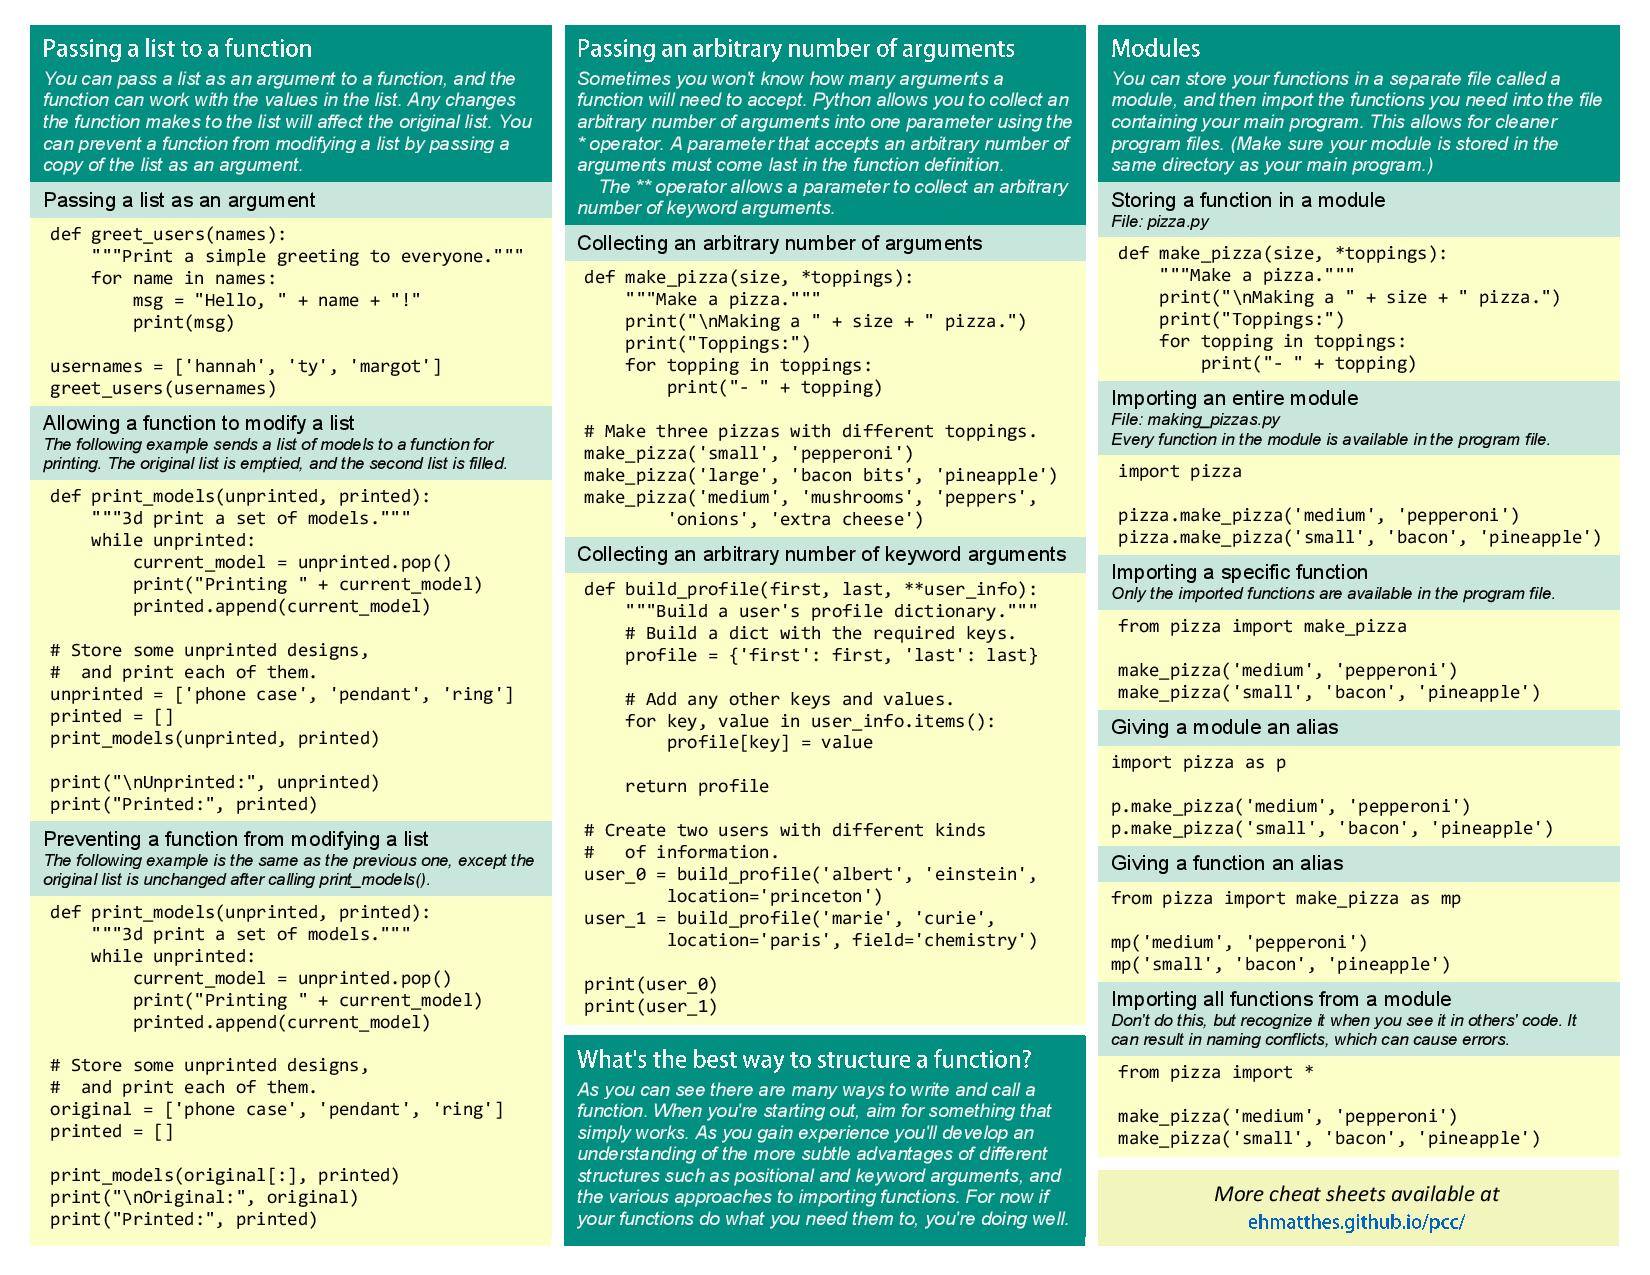 Passing a list to a function
You can pass a list as an argument to a function, and the
function can work with the values in the list. Any changes
the function makes to the list will affect the original list. You
can prevent a function from modifying a list by passing a
copy of the list as an argument.
Passing a list as an argument
def greet_users(names):
    """Print a simple greeting to everyone."""
    for name in names:
        msg = "Hello, " + name + "!"
        print(msg)

usernames = ['hannah', 'ty', 'margot']
greet_users(usernames)
Allowing a function to modify a list
The following example sends a list of models to a function for
printing. The original list is emptied, and the second list is filled.
def print_models(unprinted, printed):
    """3d print a set of models."""
    while unprinted:
        current_model = unprinted.pop()
        print("Printing " + current_model)
        printed.append(current_model)

# Store some unprinted designs,
#  and print each of them.
unprinted = ['phone case', 'pendant', 'ring']
printed = []
print_models(unprinted, printed)

print("\nUnprinted:", unprinted)
print("Printed:", printed)
Preventing a function from modifying a list
The following example is the same as the previous one, except the
original list is unchanged after calling print_models().
def print_models(unprinted, printed):
    """3d print a set of models."""
    while unprinted:
        current_model = unprinted.pop()
        print("Printing " + current_model)
        printed.append(current_model)

# Store some unprinted designs,
#  and print each of them.
original = ['phone case', 'pendant', 'ring']
printed = []

print_models(original[:], printed)
print("\nOriginal:", original)
print("Printed:", printed)
Passing an arbitrary number of arguments
Sometimes you won't know how many arguments a
function will need to accept. Python allows you to collect an
arbitrary number of arguments into one parameter using the
* operator. A parameter that accepts an arbitrary number of
arguments must come last in the function definition.
    The ** operator allows a parameter to collect an arbitrary
number of keyword arguments.
Collecting an arbitrary number of arguments
def make_pizza(size, *toppings):
    """Make a pizza."""
    print("\nMaking a " + size + " pizza.")
    print("Toppings:")
    for topping in toppings:
        print("- " + topping)

# Make three pizzas with different toppings.
make_pizza('small', 'pepperoni')
make_pizza('large', 'bacon bits', 'pineapple')
make_pizza('medium', 'mushrooms', 'peppers',
        'onions', 'extra cheese')
Collecting an arbitrary number of keyword arguments
def build_profile(first, last, **user_info):
    """Build a user's profile dictionary."""
    # Build a dict with the required keys.
    profile = {'first': first, 'last': last}

    # Add any other keys and values.
    for key, value in user_info.items():
        profile[key] = value

    return profile

# Create two users with different kinds
#   of information.
user_0 = build_profile('albert', 'einstein',
        location='princeton')
user_1 = build_profile('marie', 'curie',
        location='paris', field='chemistry')

print(user_0)
print(user_1)
What's the best way to structure a function?
As you can see there are many ways to write and call a
function. When you're starting out, aim for something that
simply works. As you gain experience you'll develop an
understanding of the more subtle advantages of different
structures such as positional and keyword arguments, and
the various approaches to importing functions. For now if
your functions do what you need them to, you're doing well.
Modules
You can store your functions in a separate file called a
module, and then import the functions you need into the file
containing your main program. This allows for cleaner
program files. (Make sure your module is stored in the
same directory as your main program.)
Storing a function in a module
File: pizza.py
def make_pizza(size, *toppings):
    """Make a pizza."""
    print("\nMaking a " + size + " pizza.")
    print("Toppings:")
    for topping in toppings:
        print("- " + topping)
Importing an entire module
File: making_pizzas.py
Every function in the module is available in the program file.
import pizza

pizza.make_pizza('medium', 'pepperoni')
pizza.make_pizza('small', 'bacon', 'pineapple')
Importing a specific function
Only the imported functions are available in the program file.
from pizza import make_pizza

make_pizza('medium', 'pepperoni')
make_pizza('small', 'bacon', 'pineapple')
Giving a module an alias
import pizza as p

p.make_pizza('medium', 'pepperoni')
p.make_pizza('small', 'bacon', 'pineapple')
Giving a function an alias
from pizza import make_pizza as mp

mp('medium', 'pepperoni')
mp('small', 'bacon', 'pineapple')
Importing all functions from a module
Don't do this, but recognize it when you see it in others' code. It
can result in naming conflicts, which can cause errors.
from pizza import *

make_pizza('medium', 'pepperoni')
make_pizza('small', 'bacon', 'pineapple')
More cheat sheets available at
ehmatthes.github.io/pcc/